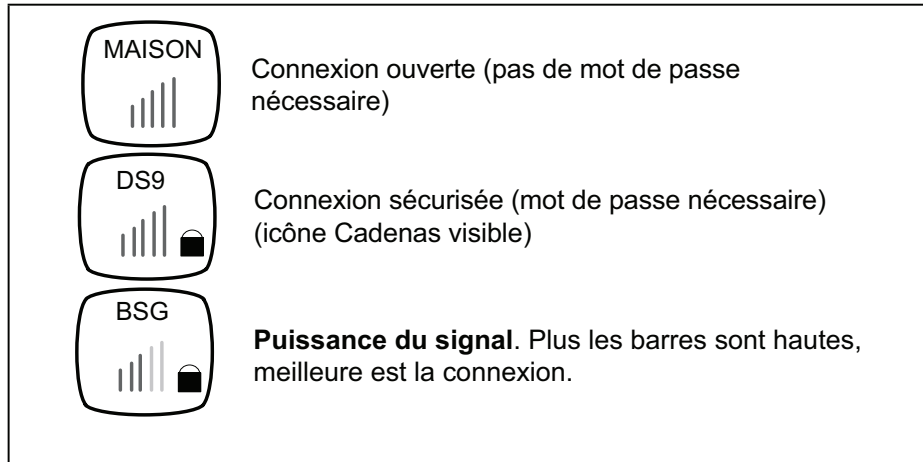 MAISON
Connexion ouverte (pas de mot de passe
nécessaire)
DS9
Connexion sécurisée (mot de passe nécessaire)
(icône Cadenas visible)
BSG
Puissance du signal. Plus les barres sont hautes,
meilleure est la connexion.